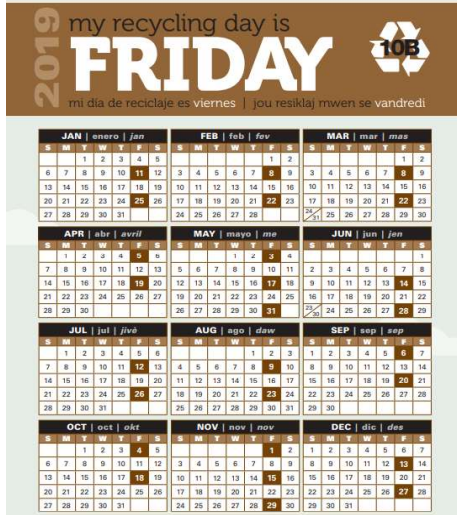 2019
my recycling day is
FRIDAY
10B
mi día de reciclaje es viernes | jou resiklaj mwen se vandredi
JAN | enero | jan
S M T W T F S
1 2 3 4 5
6 7 8 9 10 11 12
13 14 15 16 17 18 19
20 21 22 23 24 25 26
27 28 29 30 31
FEB | feb | fev
S M T W T F S
1 2
3 4 5 6 7 8 9
10 11 12 13 14 15 16
17 18 19 20 21 22 23
24 25 26 27 28
MAR | mar | mas
S M T W T F S
1 2
3 4 5 6 7 8 9
10 11 12 13 14 15 16
17 18 19 20 21 22 23
24/31 25 26 27 28 29 30
APR | abr | avril
S M T W T F S
1 2 3 4 5 6
7 8 9 10 11 12 13
14 15 16 17 18 19 20
21 22 23 24 25 26 27
28 29 30
MAY | mayo | me
S M T W T F S
1 2 3 4
5 6 7 8 9 10 11
12 13 14 15 16 17 18
19 20 21 22 23 24 25
26 27 28 29 30 31
JUN | jun | jen
S M T W T F S
1
2 3 4 5 6 7 8
9 10 11 12 13 14 15
16 17 18 19 20 21 22
23/30 24 25 26 27 28 29
JUL | jul | jivè
S M T W T F S
1 2 3 4 5 6
7 8 9 10 11 12 13
14 15 16 17 18 19 20
21 22 23 24 25 26 27
28 29 30 31
AUG | ago | daw
S M T W T F S
1 2 3
4 5 6 7 8 9 10
11 12 13 14 15 16 17
18 19 20 21 22 23 24
25 26 27 28 29 30 31
SEP | sep | sep
S M T W T F S
1 2 3 4 5 6 7
8 9 10 11 12 13 14
15 16 17 18 19 20 21
22 23 24 25 26 27 28
29 30
OCT | oct | okt
S M T W T F S
1 2 3 4 5
6 7 8 9 10 11 12
13 14 15 16 17 18 19
20 21 22 23 24 25 26
27 28 29 30 31
NOV | nov | nov
S M T W T F S
1 2
3 4 5 6 7 8 9
10 11 12 13 14 15 16
17 18 19 20 21 22 23
24 25 26 27 28 29 30
DEC | dic | des
S M T W T F S
1 2 3 4 5 6 7
8 9 10 11 12 13 14
15 16 17 18 19 20 21
22 23 24 25 26 27 28
29 30 31